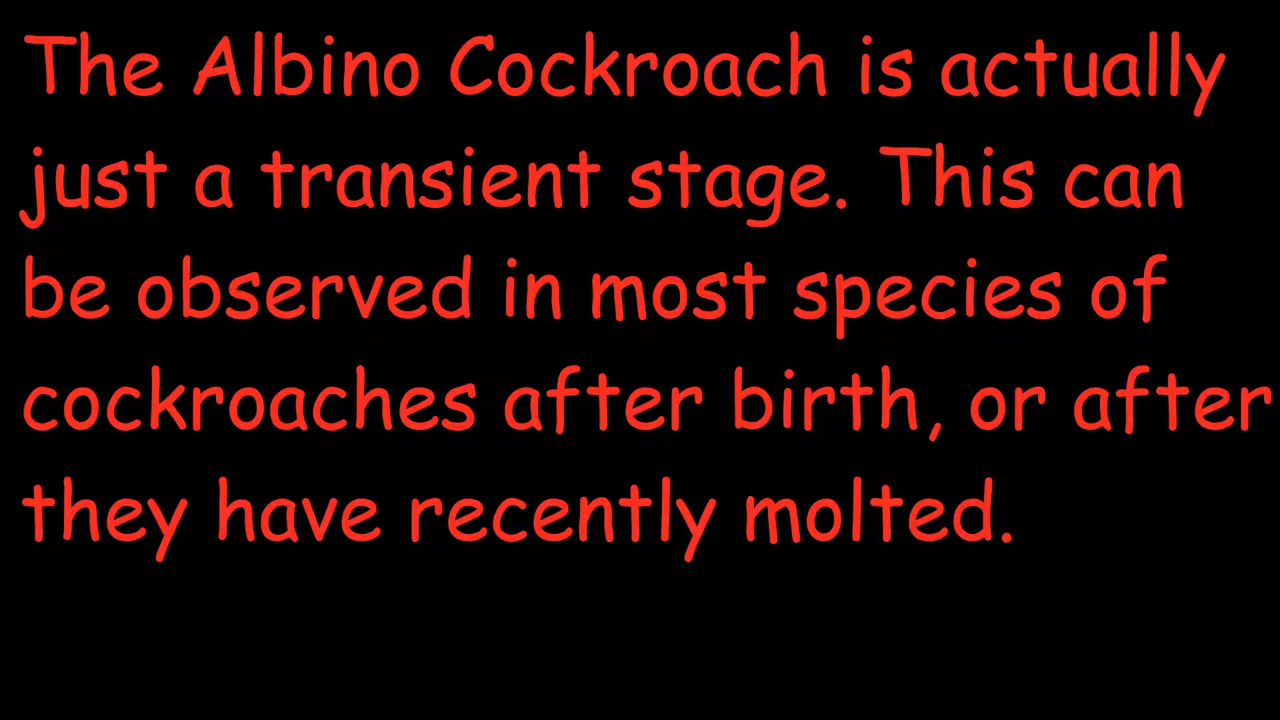 The Albino Cockroach is actually
just a transient stage. This can
be observed in most species of
cockroaches after birth, or after
they have recently molted.